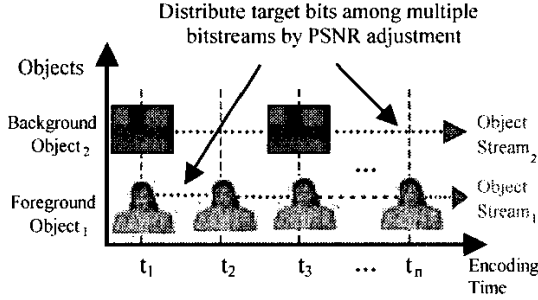 Distribute target bits among multiple
bitstreams by PSNR adjustment
Objects
Background
Object₂
Object
Stream₂
...
Foreground
Object₁
Object
Stream₁
t₁ t₂ t₃ ... tₙ
Encoding
Time